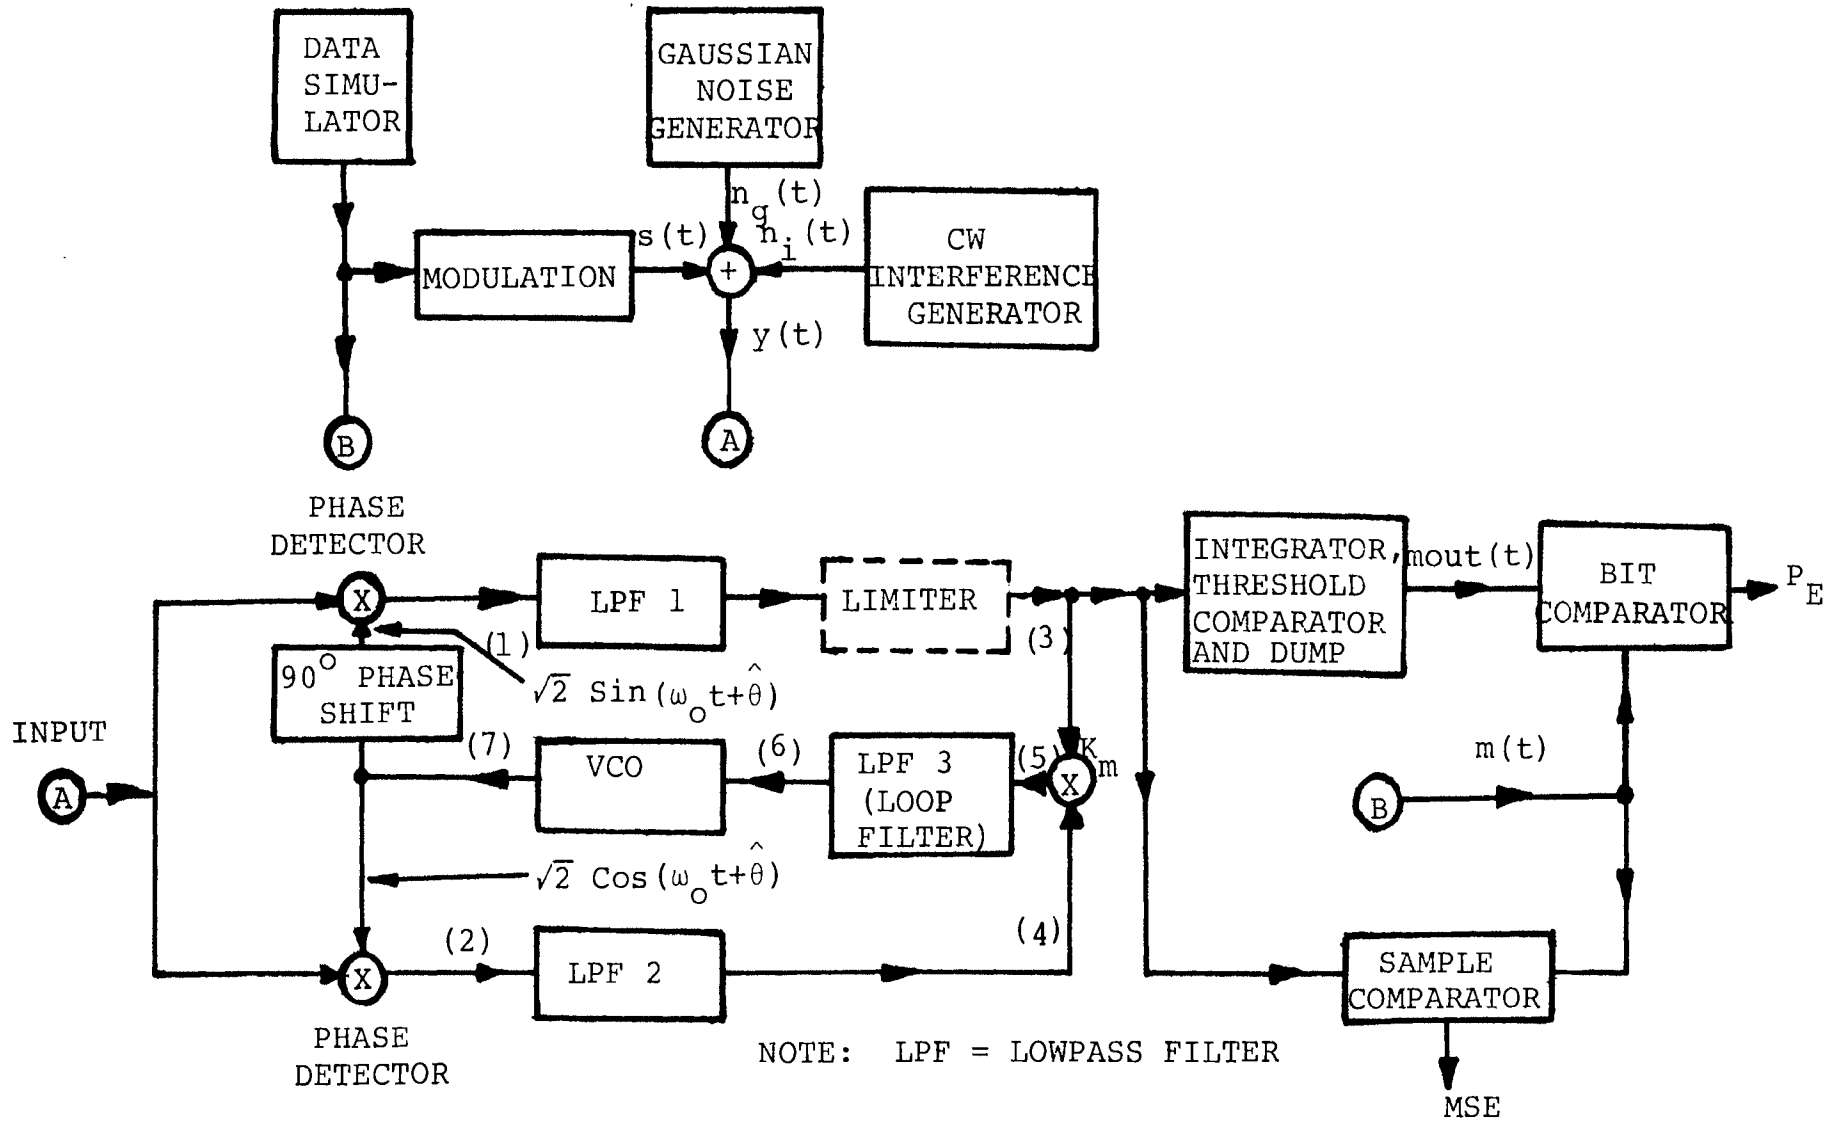 DATA
SIMU-
LATOR
GAUSSIAN
NOISE
GENERATOR
n_g(t)
s(t)
n_i(t)
MODULATION
+
CW
INTERFERENCE
GENERATOR
y(t)
B
A
PHASE
DETECTOR
X
LPF 1
LIMITER
INTEGRATOR,
THRESHOLD
COMPARATOR
AND DUMP
mout(t)
BIT
COMPARATOR
P_E
(1)
(3)
90° PHASE
SHIFT
√2 Sin(ω_o t+θ̂)
INPUT
A
(7)
VCO
(6)
LPF 3
(LOOP
FILTER)
(5)
K_m
X
m(t)
B
√2 Cos(ω_o t+θ̂)
(2)
(4)
X
LPF 2
SAMPLE
COMPARATOR
PHASE
DETECTOR
NOTE: LPF = LOWPASS FILTER
MSE